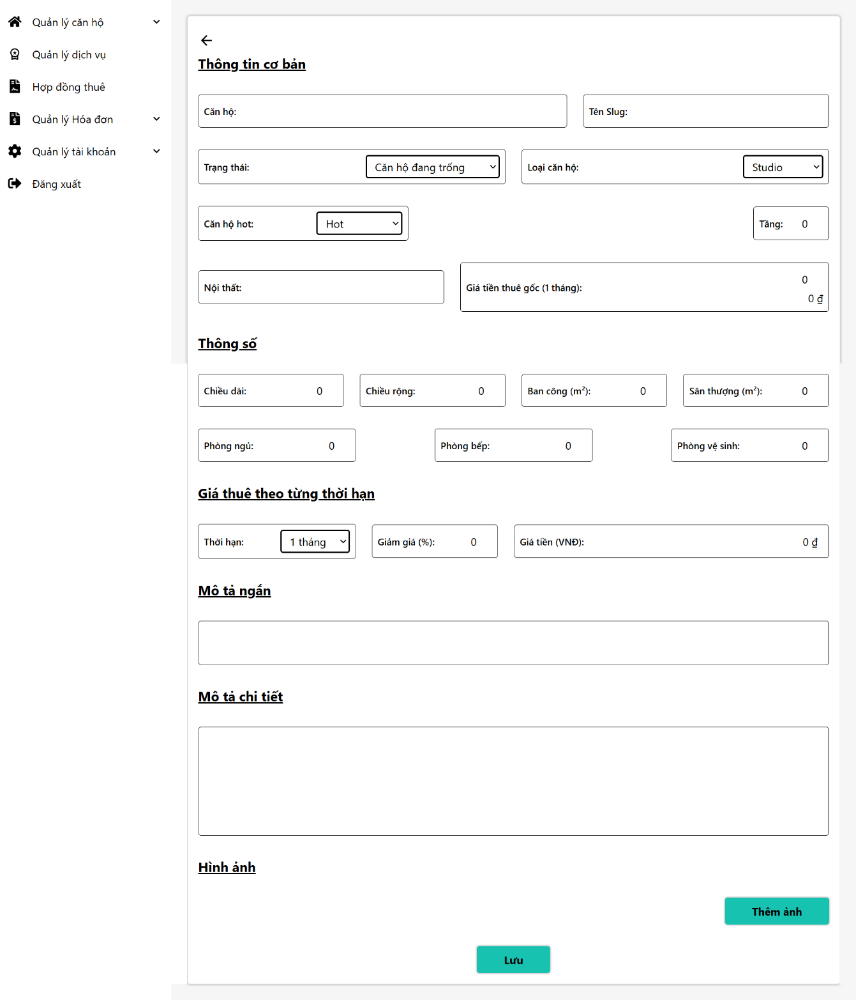 Quản lý căn hộ
Quản lý dịch vụ
Hợp đồng thuê
Quản lý Hóa đơn
Quản lý tài khoản
Đăng xuất
Thông tin cơ bản
Căn hộ:
Tên Slug:
Trạng thái: Căn hộ đang trống
Loại căn hộ: Studio
Căn hộ hot: Hot
Tầng: 0
Nội thất:
Giá tiền thuê gốc (1 tháng): 0
0 ₫
Thông số
Chiều dài: 0
Chiều rộng: 0
Ban công (m²): 0
Sân thượng (m²): 0
Phòng ngủ: 0
Phòng bếp: 0
Phòng vệ sinh: 0
Giá thuê theo từng thời hạn
Thời hạn: 1 tháng
Giảm giá (%): 0
Giá tiền (VNĐ): 0 ₫
Mô tả ngắn
Mô tả chi tiết
Hình ảnh
Thêm ảnh
Lưu